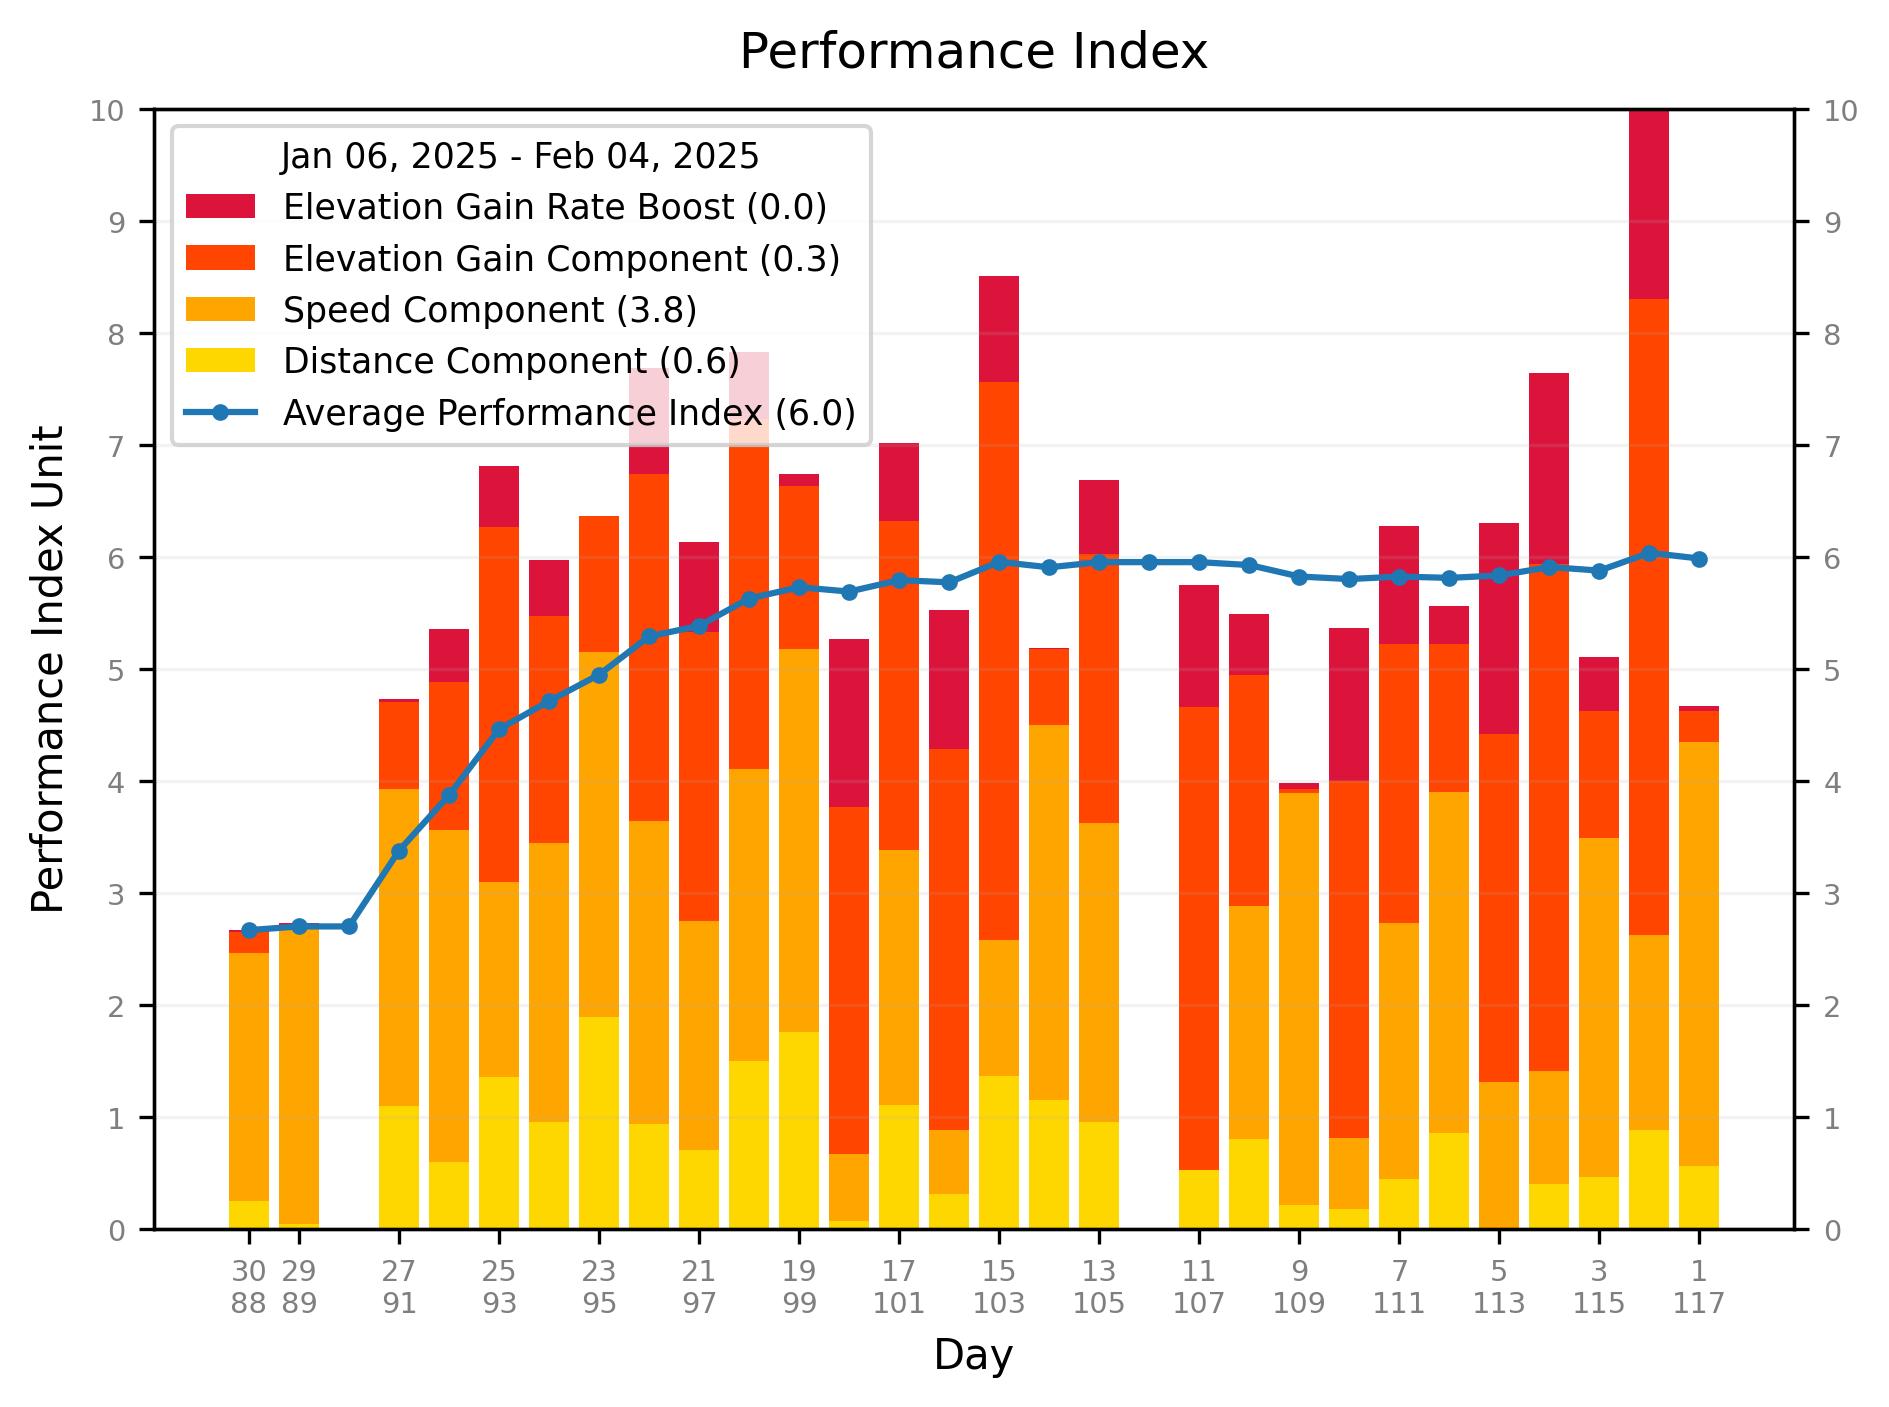 Performance Index
Jan 06, 2025 - Feb 04, 2025
Elevation Gain Rate Boost (0.0)
Elevation Gain Component (0.3)
Speed Component (3.8)
Distance Component (0.6)
Average Performance Index (6.0)
Performance Index Unit
10
9
8
7
6
5
4
3
2
1
0
10
9
8
7
6
5
4
3
2
1
0
30 29 27 25 23 21 19 17 15 13 11 9 7 5 3 1
88 89 91 93 95 97 99 101 103 105 107 109 111 113 115 117
Day